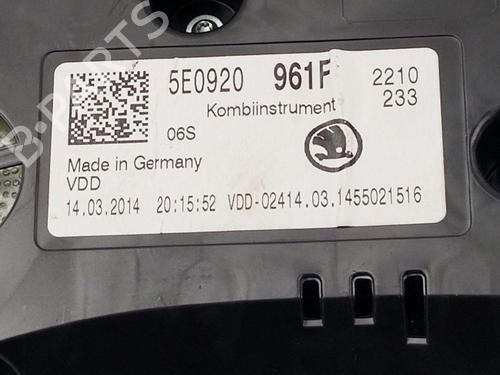 5E0920 961F 2210
Kombiinstrument 233
06S
Made in Germany
VDD
14.03.2014 20:15:52 VDD-02414.03.1455021516
B-PARTS